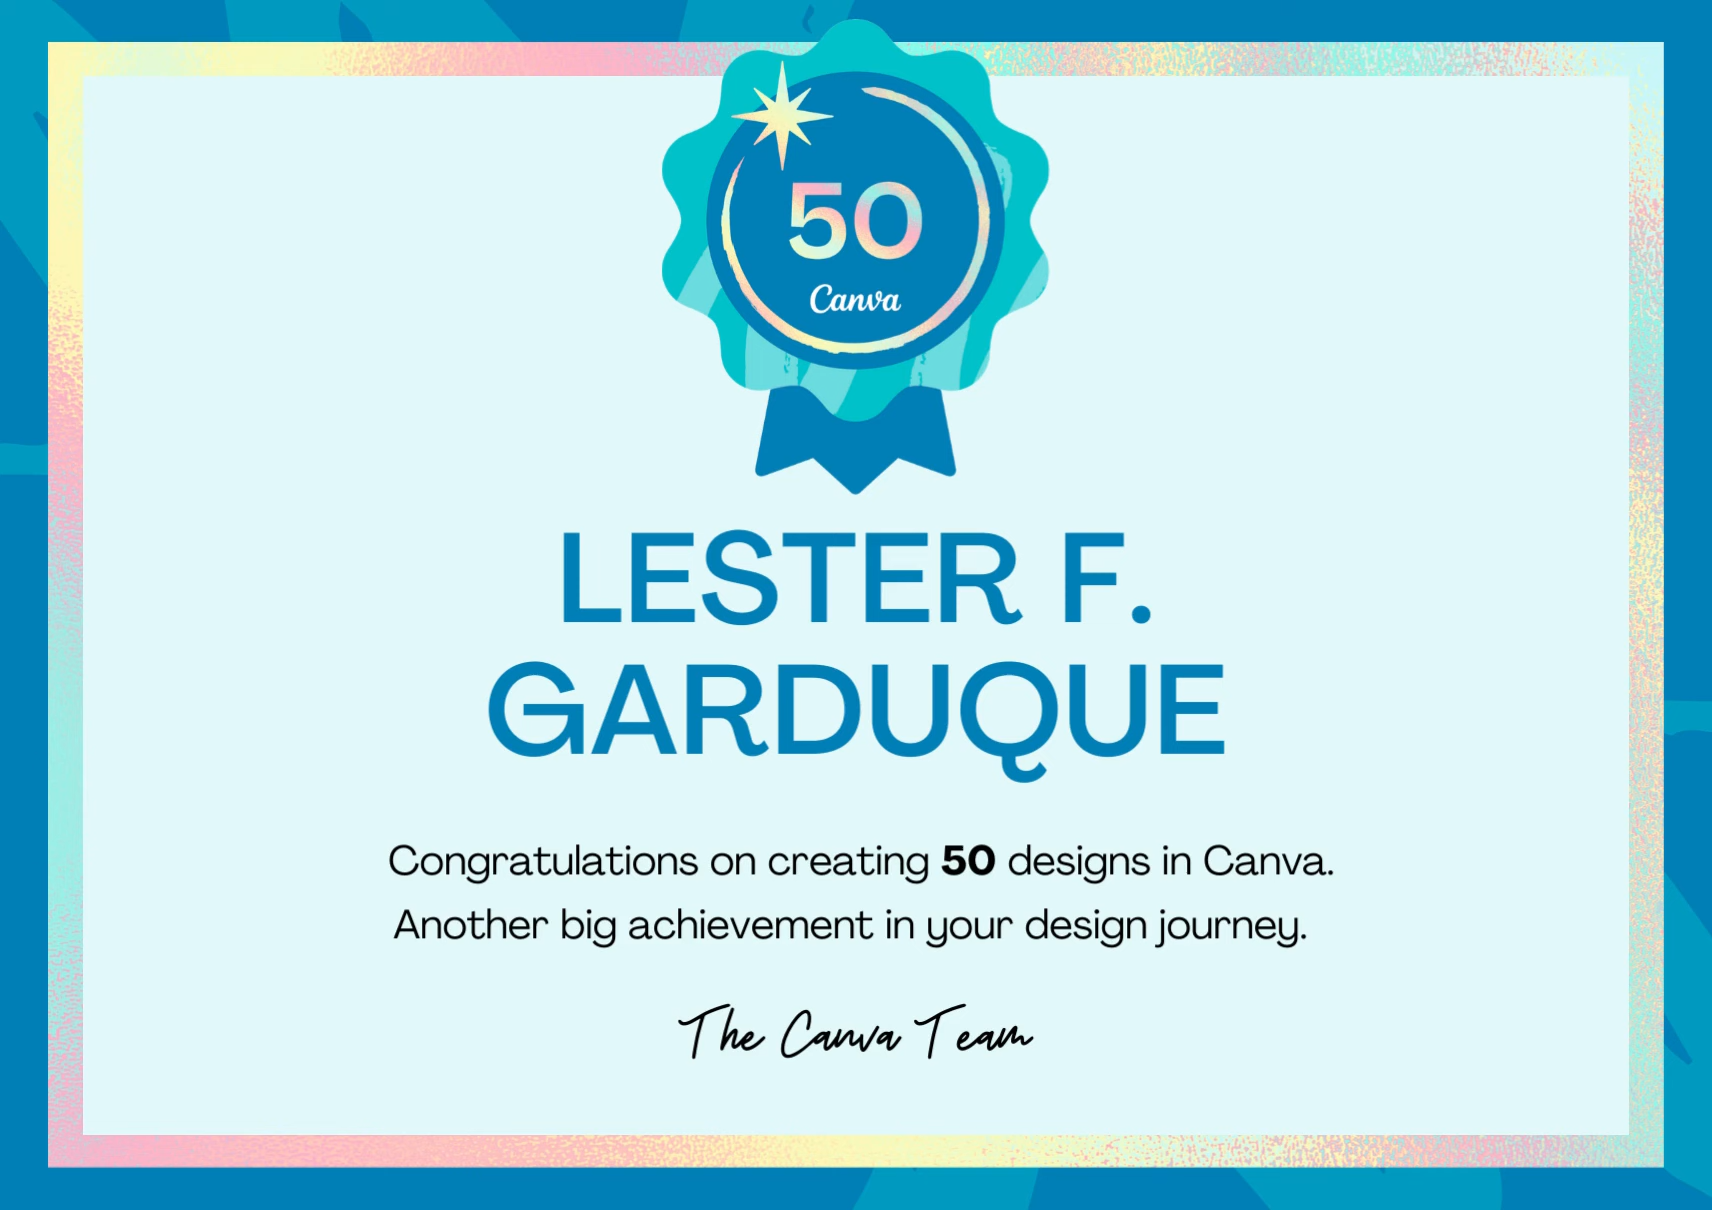 50
Canva
LESTER F.
GARDUQUE
Congratulations on creating 50 designs in Canva.
Another big achievement in your design journey.
The Canva Team